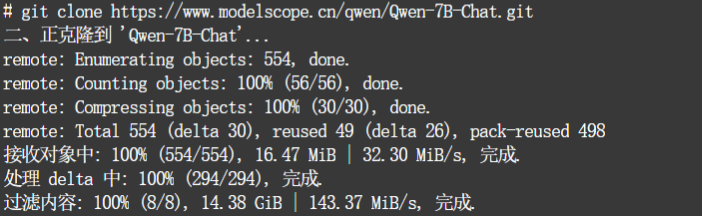 # git clone https://www.modelscope.cn/qwen/Qwen-7B-Chat.git
二、正克隆到 'Qwen-7B-Chat'...
remote: Enumerating objects: 554, done.
remote: Counting objects: 100% (56/56), done.
remote: Compressing objects: 100% (30/30), done.
remote: Total 554 (delta 30), reused 49 (delta 26), pack-reused 498
接收对象中: 100% (554/554), 16.47 MiB | 32.30 MiB/s, 完成.
处理 delta 中: 100% (294/294), 完成.
过滤内容: 100% (8/8), 14.38 GiB | 143.37 MiB/s, 完成.